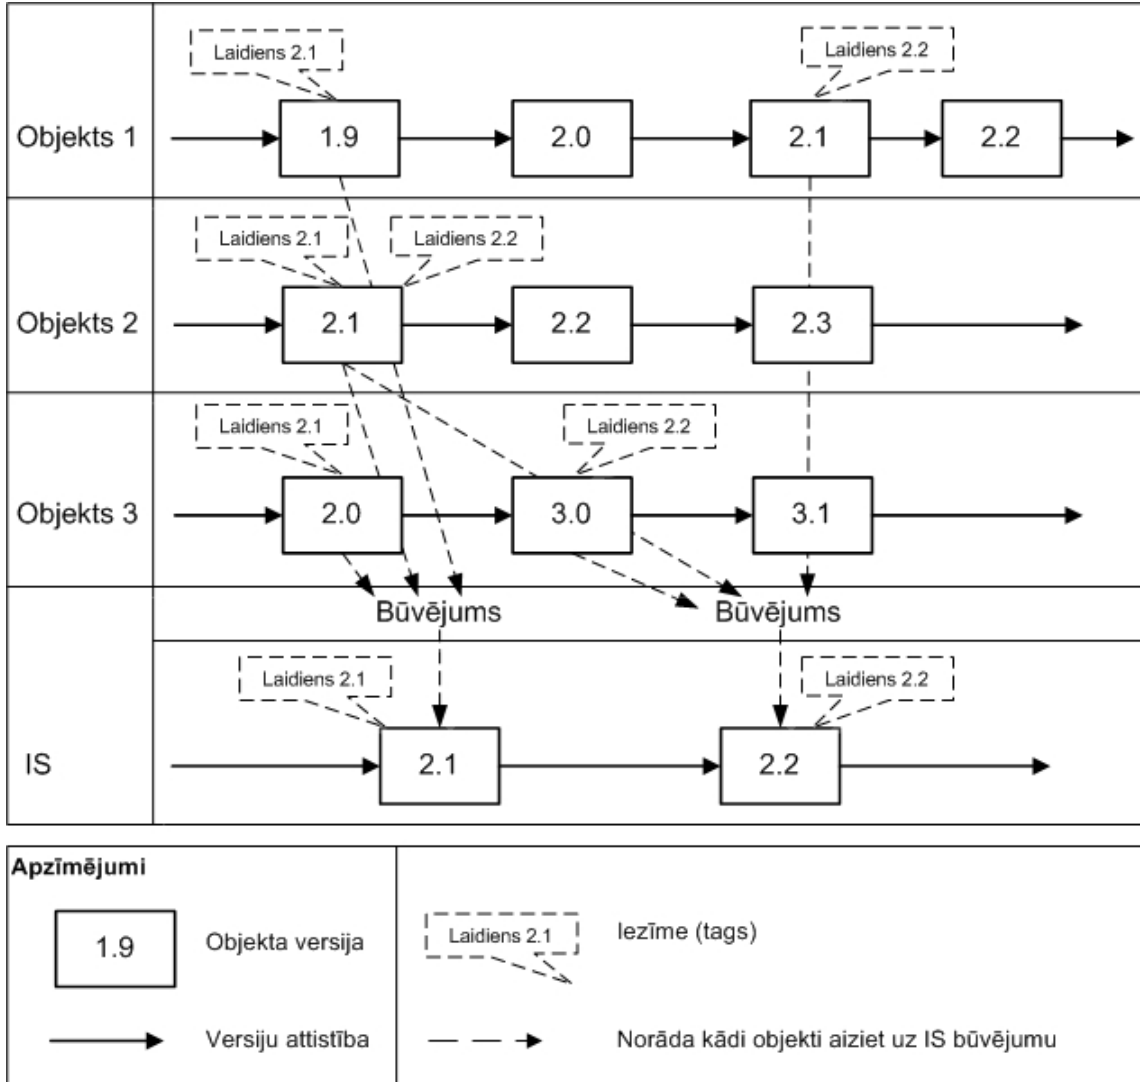 Laidiens 2.1
Laidiens 2.2
Objekts 1
1.9
2.0
2.1
2.2
Laidiens 2.1
Laidiens 2.2
Objekts 2
2.1
2.2
2.3
Laidiens 2.1
Laidiens 2.2
Objekts 3
2.0
3.0
3.1
Būvējums
Būvējums
Laidiens 2.1
Laidiens 2.2
IS
2.1
2.2
Apzīmējumi
1.9
Objekta versija
Laidiens 2.1
Iezīme (tags)
Versiju attīstība
Norāda kādi objekti aiziet uz IS būvējumu